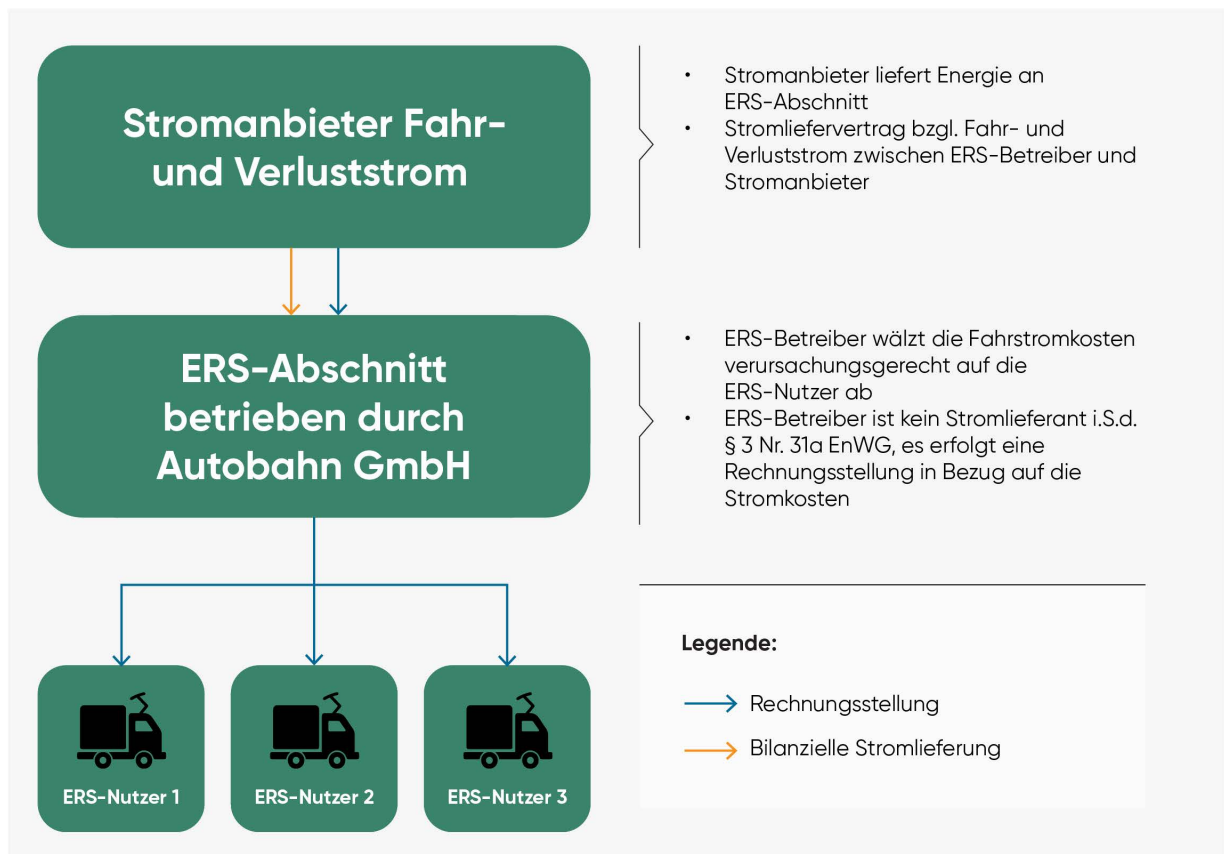 Stromanbieter Fahr-
und Verluststrom
• Stromanbieter liefert Energie an
ERS-Abschnitt
• Stromliefervertrag bzgl. Fahr- und
Verluststrom zwischen ERS-Betreiber und
Stromanbieter
ERS-Abschnitt
betrieben durch
Autobahn GmbH
• ERS-Betreiber wälzt die Fahrstromkosten
verursachungsgerecht auf die
ERS-Nutzer ab
• ERS-Betreiber ist kein Stromlieferant i.S.d.
§ 3 Nr. 31a EnWG, es erfolgt eine
Rechnungsstellung in Bezug auf die
Stromkosten
ERS-Nutzer 1
ERS-Nutzer 2
ERS-Nutzer 3
Legende:
Rechnungsstellung
Bilanzielle Stromlieferung